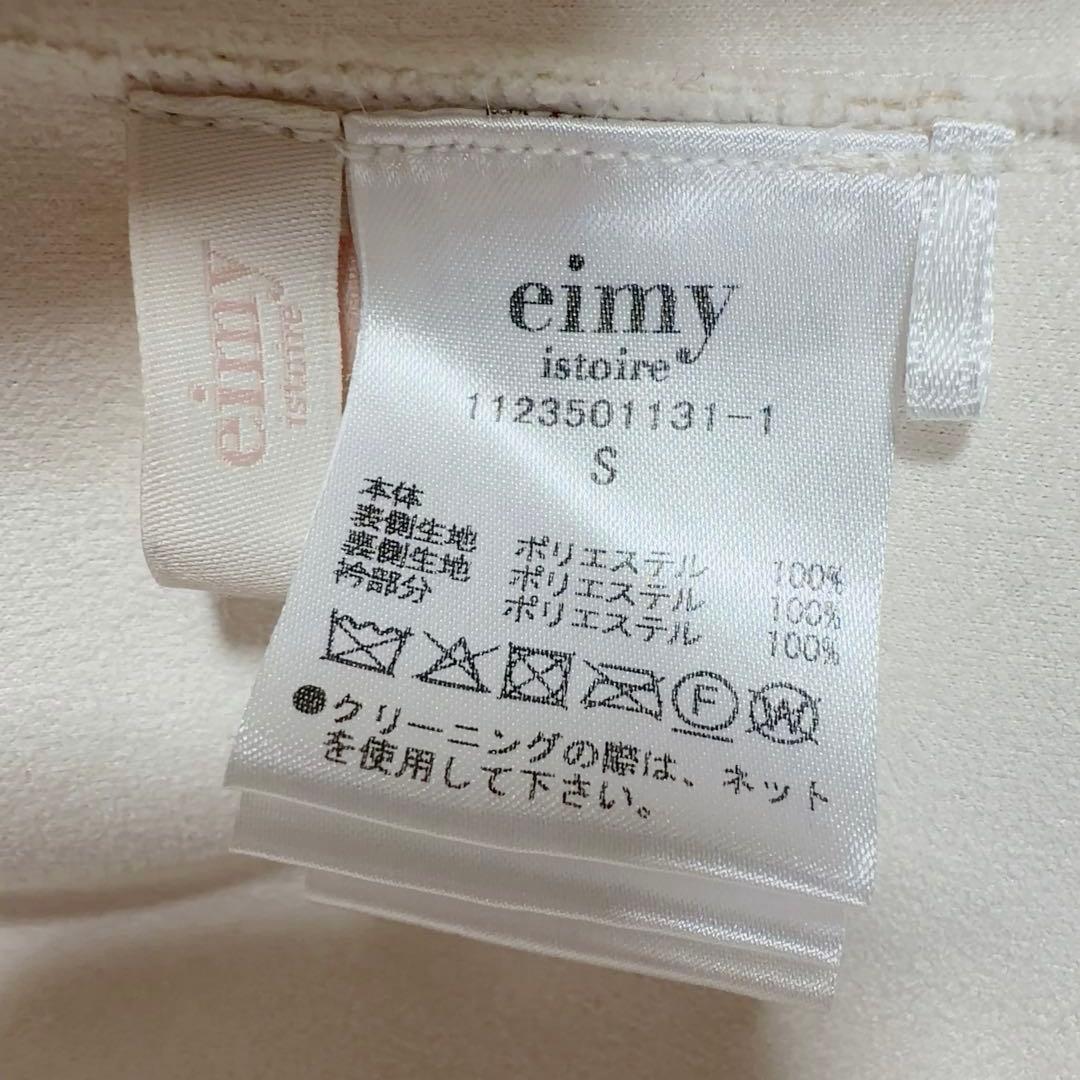 eimy
istoire
eimy
istoire
1123501131-1
S
本体
表側生地 ポリエステル 100%
裏側生地 ポリエステル 100%
衿部分 ポリエステル 100%
F W
●クリーニングの際は、ネット
を使用して下さい。